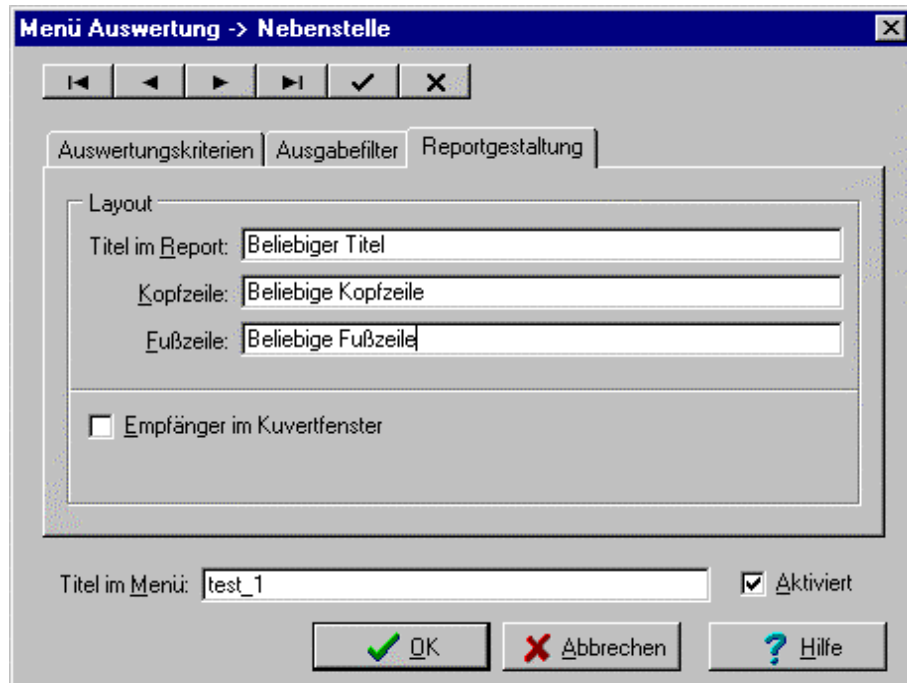 Menü Auswertung -> Nebenstelle
Auswertungskriterien Ausgabefilter Reportgestaltung
Layout
Titel im Report: Beliebiger Titel
Kopfzeile: Beliebige Kopfzeile
Fußzeile: Beliebige Fußzeile
Empfänger im Kuvertfenster
Titel im Menü: test_1 Aktiviert
OK Abbrechen Hilfe